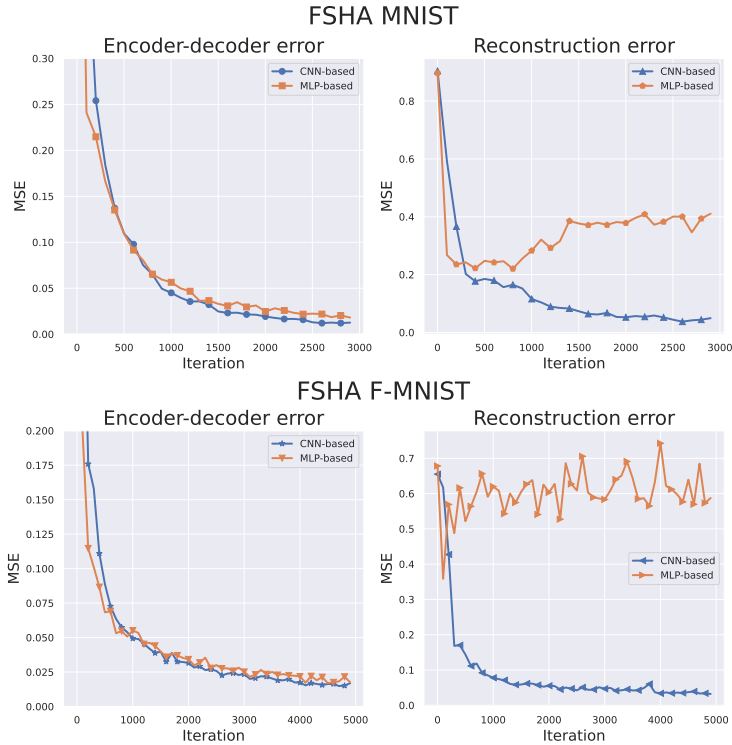 FSHA MNIST
Encoder-decoder error
0.30
0.25
0.20
0.15
0.10
0.05
0.00
MSE
CNN-based
MLP-based
0 500 1000 1500 2000 2500 3000
Iteration
Reconstruction error
0.8
0.6
0.4
0.2
0.0
MSE
CNN-based
MLP-based
0 500 1000 1500 2000 2500 3000
Iteration
FSHA F-MNIST
Encoder-decoder error
0.200
0.175
0.150
0.125
0.100
0.075
0.050
0.025
0.000
MSE
CNN-based
MLP-based
0 1000 2000 3000 4000 5000
Iteration
Reconstruction error
0.7
0.6
0.5
0.4
0.3
0.2
0.1
0.0
MSE
CNN-based
MLP-based
0 1000 2000 3000 4000 5000
Iteration